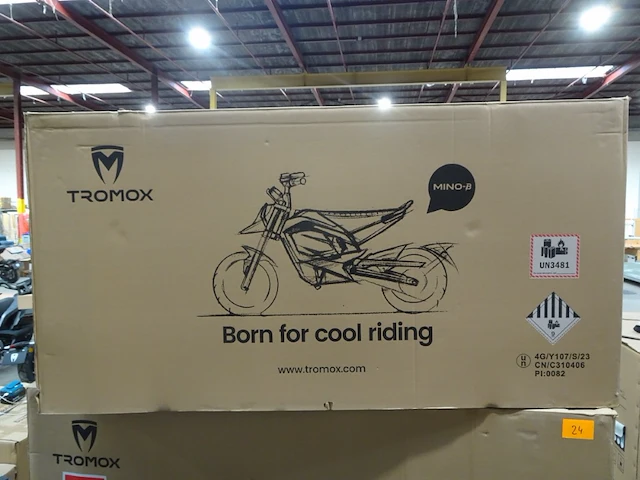 TROMOX
MINO-B
UN3481
Born for cool riding
4G/Y107/S/23
CN/C310406
PI:0082
www.tromox.com
24
TROMOX